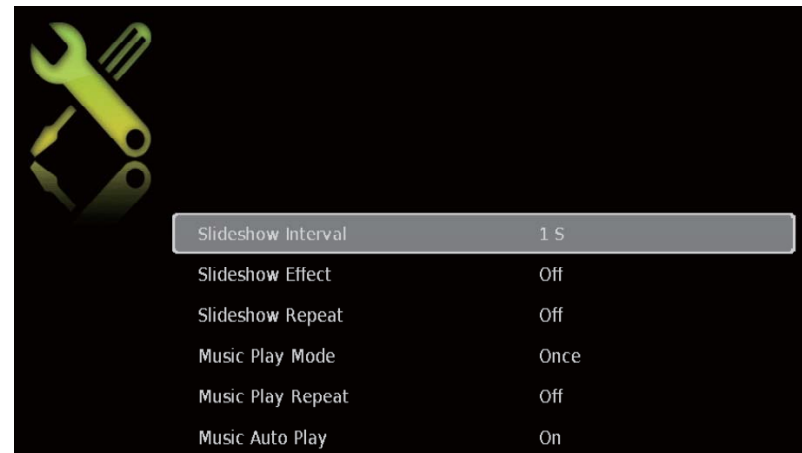 Slideshow Interval 1 S
Slideshow Effect Off
Slideshow Repeat Off
Music Play Mode Once
Music Play Repeat Off
Music Auto Play On